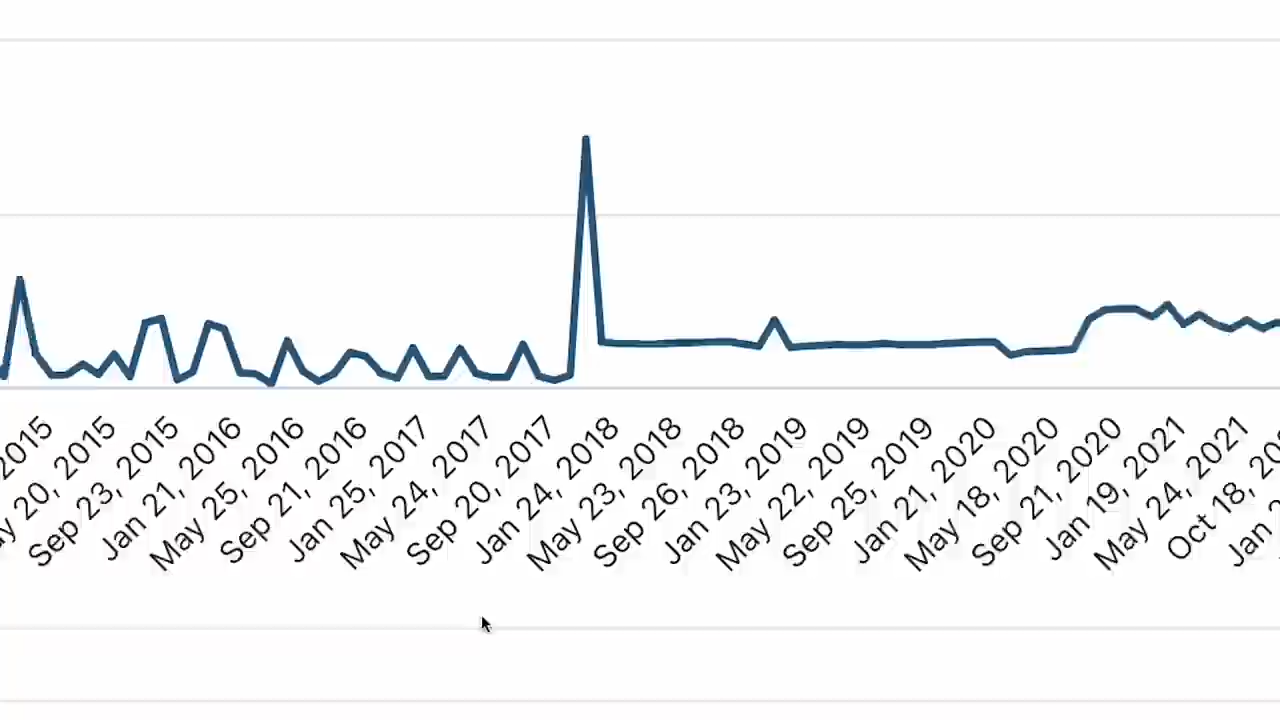 2015
20, 2015
Sep 23, 2015
Jan 21, 2016
May 25, 2016
Sep 21, 2016
Jan 25, 2017
May 24, 2017
Sep 20, 2017
Jan 24, 2018
May 23, 2018
Sep 26, 2018
Jan 23, 2019
May 22, 2019
Sep 25, 2019
Jan 21, 2020
May 18, 2020
Sep 21, 2020
Jan 19, 2021
May 24, 2021
Oct 18,
Jan